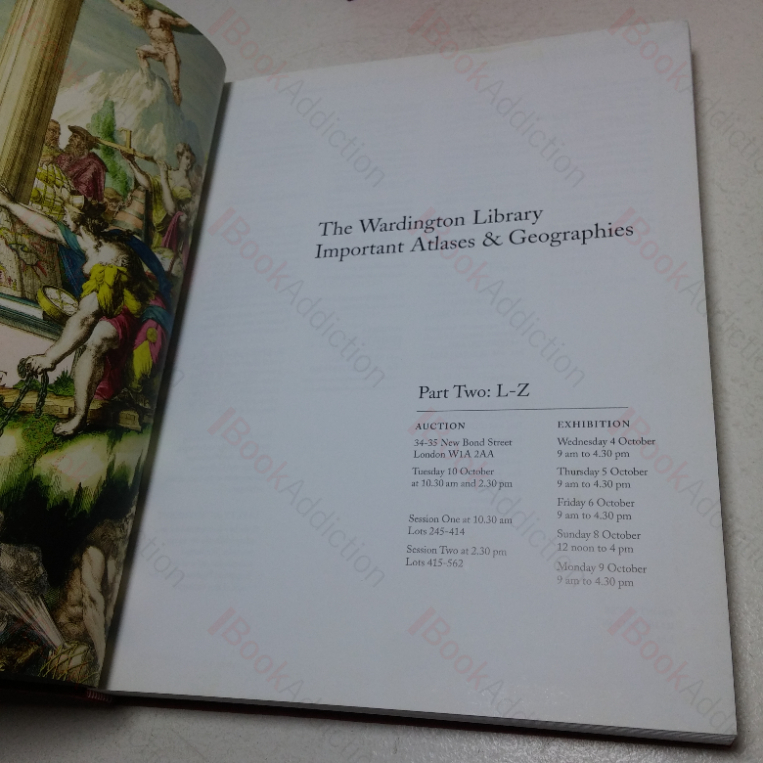 The Wardington Library
Important Atlases & Geographies
Part Two: L-Z
AUCTION
34-35 New Bond Street
London W1A 2AA
Tuesday 10 October
at 10.30 am and 2.30 pm
Session One at 10.30 am
Lots 245-414
Session Two at 2.30 pm
Lots 415-562
EXHIBITION
Wednesday 4 October
9 am to 4.30 pm
Thursday 5 October
9 am to 4.30 pm
Friday 6 October
9 am to 4.30 pm
Sunday 8 October
12 noon to 4 pm
Monday 9 October
9 am to 4.30 pm
BookAddiction